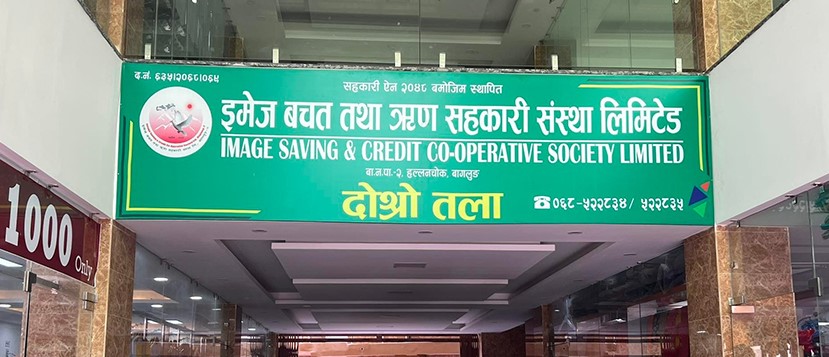 द.नं. ६३५।२०६८।०६५
सहकारी ऐन २०४८ बमोजिम स्थापित
इमेज बचत तथा ऋण सहकारी संस्था लिमिटेड
IMAGE SAVING & CREDIT CO-OPERATIVE SOCIETY LIMITED
बा.न.पा.-२, हुल्लनचोक, बागलुङ
दोश्रो तला
☎०६८-५२२८३४/ ५२२८३५
1000 Only